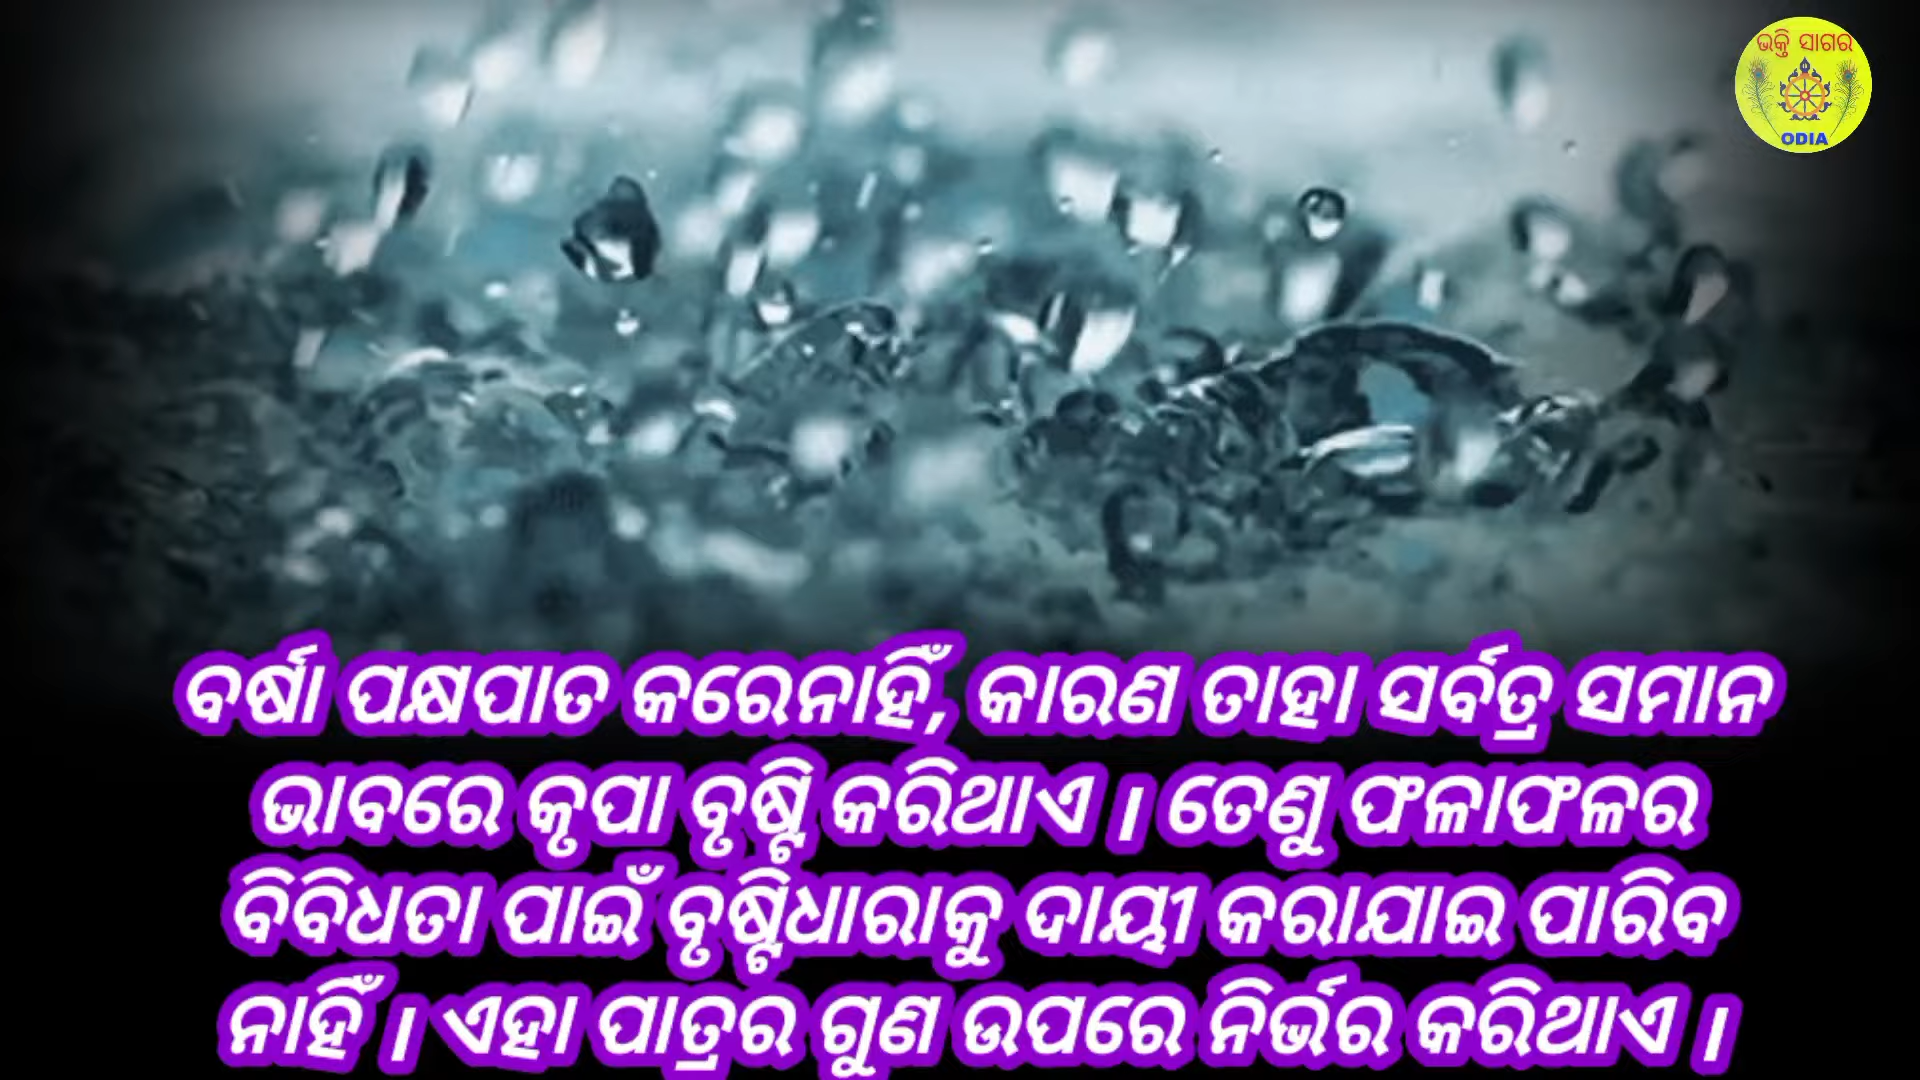 ଭକ୍ତି ସାଗର
ODIA
ବର୍ଷା ପକ୍ଷପାତ କରେନାହିଁ, କାରଣ ତାହା ସର୍ବତ୍ର ସମାନ
ଭାବରେ କୃପା ବୃଷ୍ଟି କରିଥାଏ । ତେଣୁ ଫଳାଫଳର
ବିବିଧତା ପାଇଁ ବୃଷ୍ଟିଧାରାକୁ ଦାୟୀ କରାଯାଇ ପାରିବ
ନାହିଁ । ଏହା ପାତ୍ରର ଗୁଣ ଉପରେ ନିର୍ଭର କରିଥାଏ ।